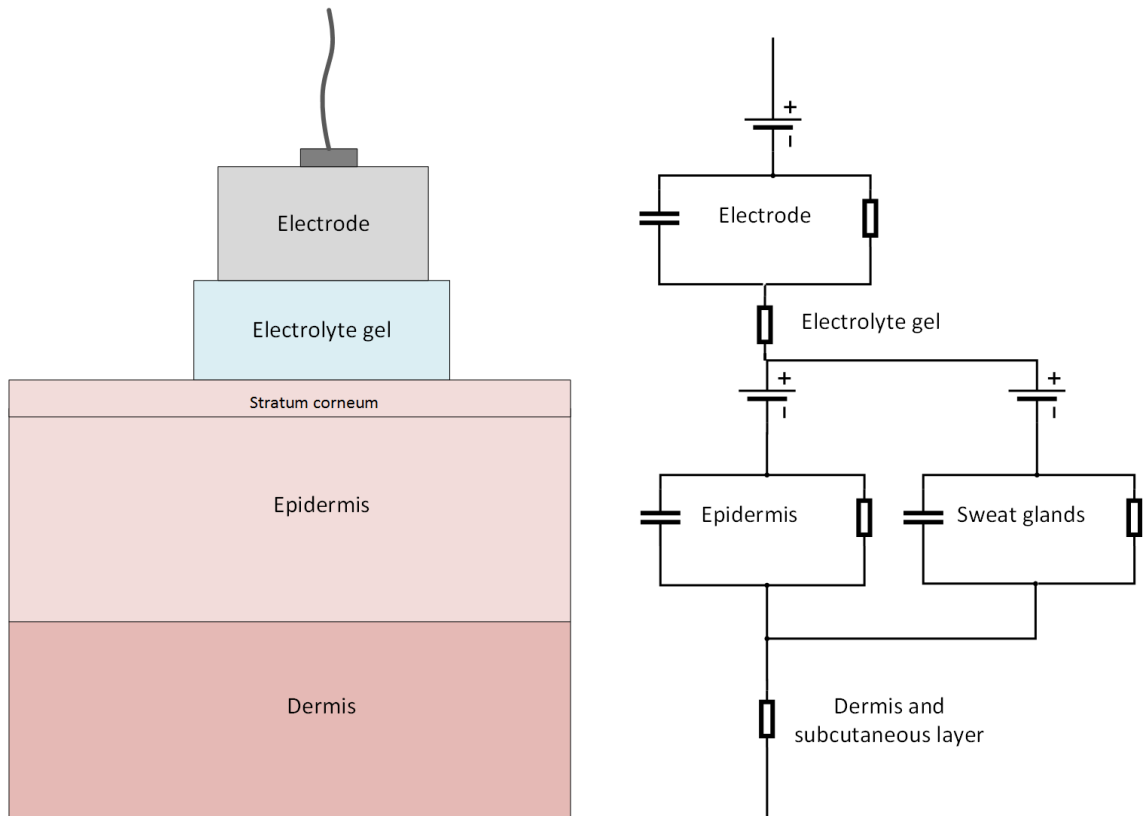 Electrode
Electrolyte gel
Stratum corneum
Epidermis
Dermis
+
−
Electrode
Electrolyte gel
+
−
+
−
Epidermis
Sweat glands
Dermis and
subcutaneous layer